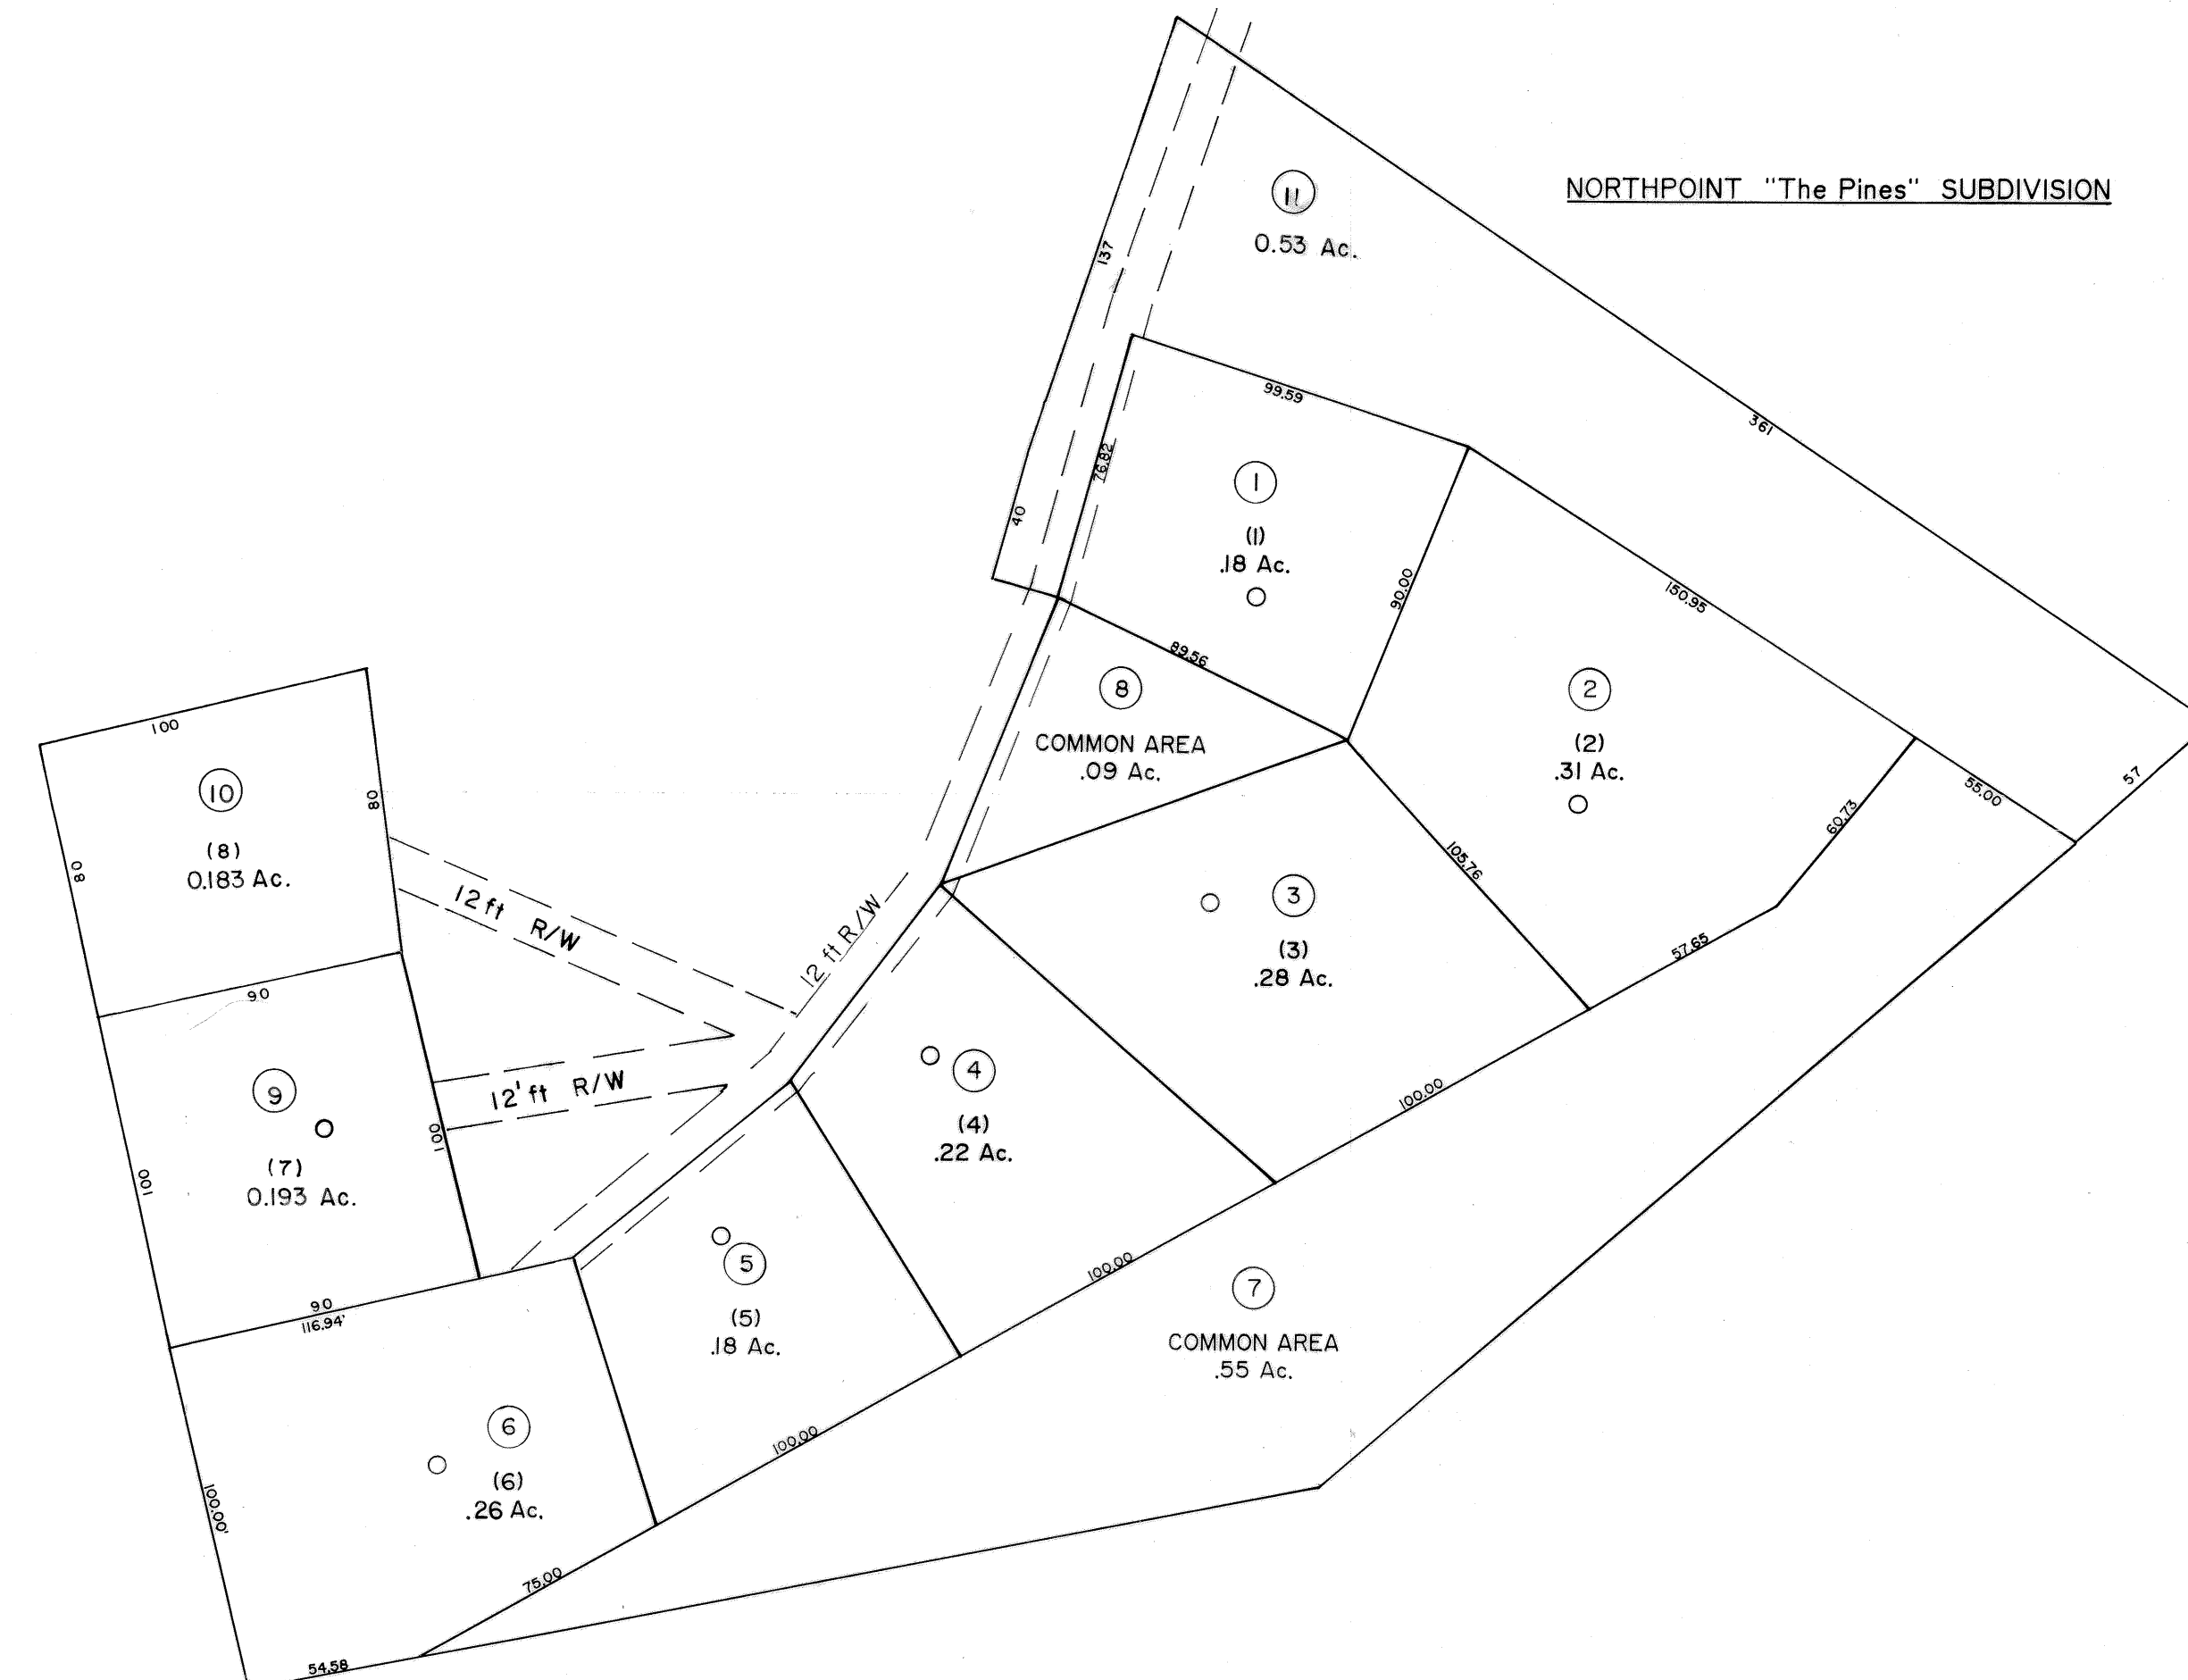 NORTHPOINT "The Pines" SUBDIVISION
11
0.53 Ac.
137
361
99.59
76.82
40
1
(1)
.18 Ac.
90.00
150.95
89.56
8
COMMON AREA
.09 Ac.
2
(2)
.31 Ac.
55.00
57
60.73
105.76
57.65
100
10
(8)
0.183 Ac.
80
80
90
12 ft R/W
12 ft R/W
12' ft R/W
3
(3)
.28 Ac.
100.00
4
(4)
.22 Ac.
100.00
9
(7)
0.193 Ac.
100
100
90
116.94'
5
(5)
.18 Ac.
100.00
7
COMMON AREA
.55 Ac.
6
(6)
.26 Ac.
100.00'
75.00
54.58